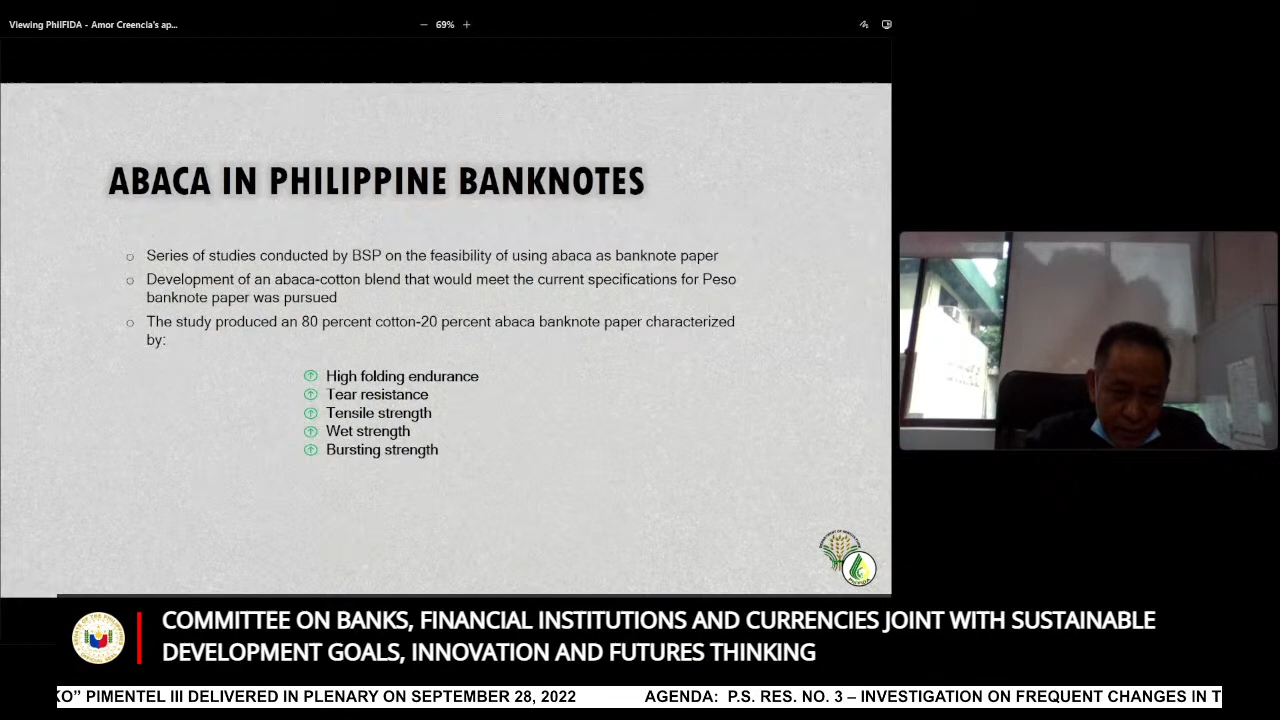 Viewing PhilFIDA - Amor Creencia's ap...
69%
ABACA IN PHILIPPINE BANKNOTES
Series of studies conducted by BSP on the feasibility of using abaca as banknote paper
Development of an abaca-cotton blend that would meet the current specifications for Peso
banknote paper was pursued
The study produced an 80 percent cotton-20 percent abaca banknote paper characterized
by:
High folding endurance
Tear resistance
Tensile strength
Wet strength
Bursting strength
COMMITTEE ON BANKS, FINANCIAL INSTITUTIONS AND CURRENCIES JOINT WITH SUSTAINABLE
DEVELOPMENT GOALS, INNOVATION AND FUTURES THINKING
KO” PIMENTEL III DELIVERED IN PLENARY ON SEPTEMBER 28, 2022 AGENDA: P.S. RES. NO. 3 – INVESTIGATION ON FREQUENT CHANGES IN T